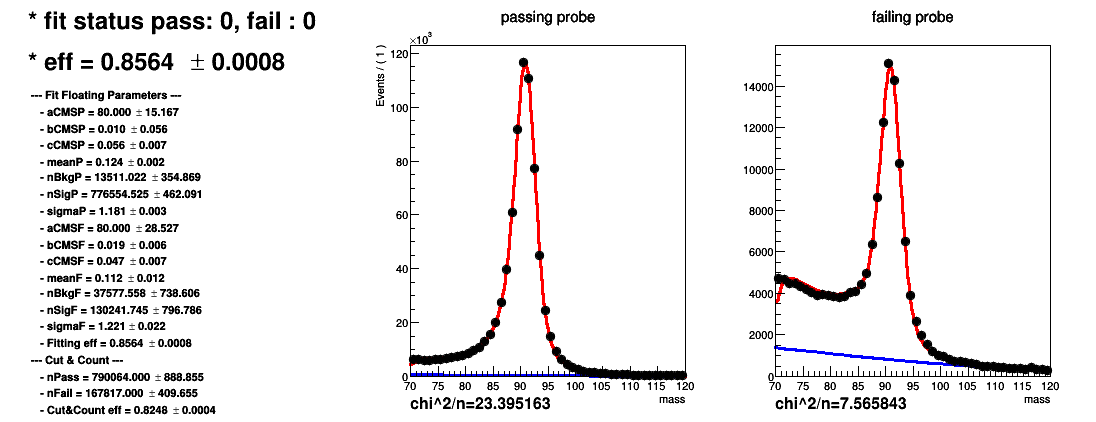 * fit status pass: 0, fail : 0
* eff = 0.8564 ± 0.0008
--- Fit Floating Parameters ---
- aCMSP = 80.000 ± 15.167
- bCMSP = 0.010 ± 0.056
- cCMSP = 0.056 ± 0.007
- meanP = 0.124 ± 0.002
- nBkgP = 13511.022 ± 354.869
- nSigP = 776554.525 ± 462.091
- sigmaP = 1.181 ± 0.003
- aCMSF = 80.000 ± 28.527
- bCMSF = 0.019 ± 0.006
- cCMSF = 0.047 ± 0.007
- meanF = 0.112 ± 0.012
- nBkgF = 37577.558 ± 738.606
- nSigF = 130241.745 ± 796.786
- sigmaF = 1.221 ± 0.022
- Fitting eff = 0.8564 ± 0.0008
--- Cut & Count ---
- nPass = 790064.000 ± 888.855
- nFail = 167817.000 ± 409.655
- Cut&Count eff = 0.8248 ± 0.0004
passing probe
×10³
Events / ( 1 )
120
100
80
60
40
20
0
70 75 80 85 90 95 100 105 110 115 120
mass
chi^2/n=23.395163
failing probe
14000
12000
10000
8000
6000
4000
2000
0
70 75 80 85 90 95 100 105 110 115 120
mass
chi^2/n=7.565843